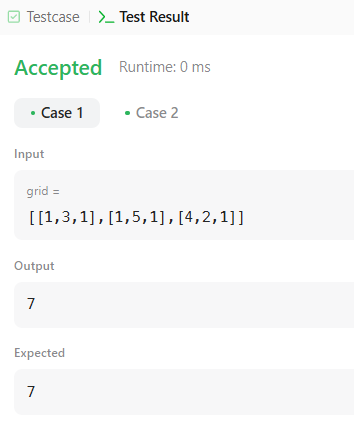 Testcase Test Result
Accepted Runtime: 0 ms
Case 1 Case 2
Input
grid =
[[1,3,1],[1,5,1],[4,2,1]]
Output
7
Expected
7